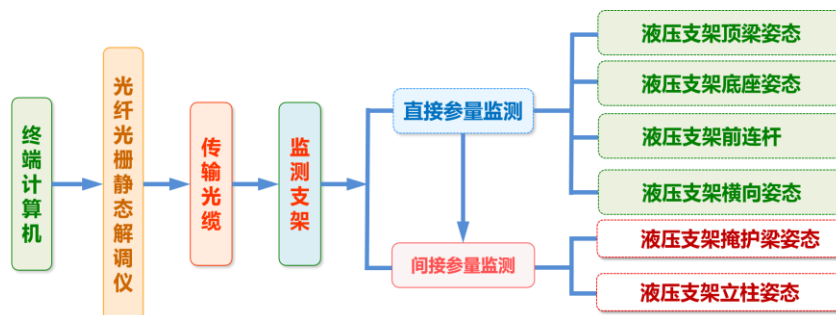 终端计算机
光纤光栅静态解调仪
传输光缆
监测支架
直接参量监测
间接参量监测
液压支架顶梁姿态
液压支架底座姿态
液压支架前连杆
液压支架横向姿态
液压支架掩护梁姿态
液压支架立柱姿态